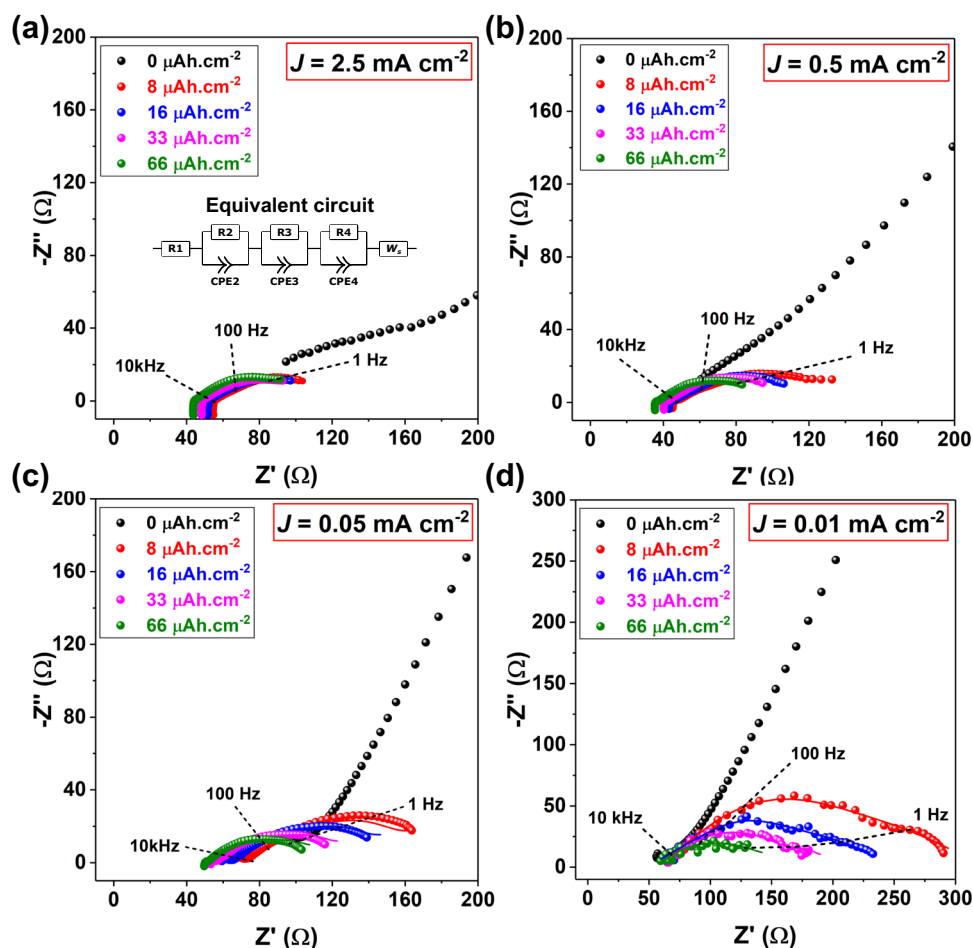 (a)
J = 2.5 mA cm-2
0 μAh.cm-2
8 μAh.cm-2
16 μAh.cm-2
33 μAh.cm-2
66 μAh.cm-2
Equivalent circuit
R1
R2
R3
R4
Ws
CPE2
CPE3
CPE4
100 Hz
10kHz
1 Hz
200
160
120
80
40
0
-Z'' (Ω)
0
40
80
120
160
200
Z' (Ω)
(b)
J = 0.5 mA cm-2
0 μAh.cm-2
8 μAh.cm-2
16 μAh.cm-2
33 μAh.cm-2
66 μAh.cm-2
100 Hz
10kHz
1 Hz
200
160
120
80
40
0
-Z'' (Ω)
0
40
80
120
160
200
Z' (Ω)
(c)
J = 0.05 mA cm-2
0 μAh.cm-2
8 μAh.cm-2
16 μAh.cm-2
33 μAh.cm-2
66 μAh.cm-2
100 Hz
10kHz
1 Hz
200
160
120
80
40
0
-Z'' (Ω)
0
40
80
120
160
200
Z' (Ω)
(d)
J = 0.01 mA cm-2
0 μAh.cm-2
8 μAh.cm-2
16 μAh.cm-2
33 μAh.cm-2
66 μAh.cm-2
100 Hz
10 kHz
1 Hz
300
250
200
150
100
50
0
-Z'' (Ω)
0
50
100
150
200
250
300
Z' (Ω)